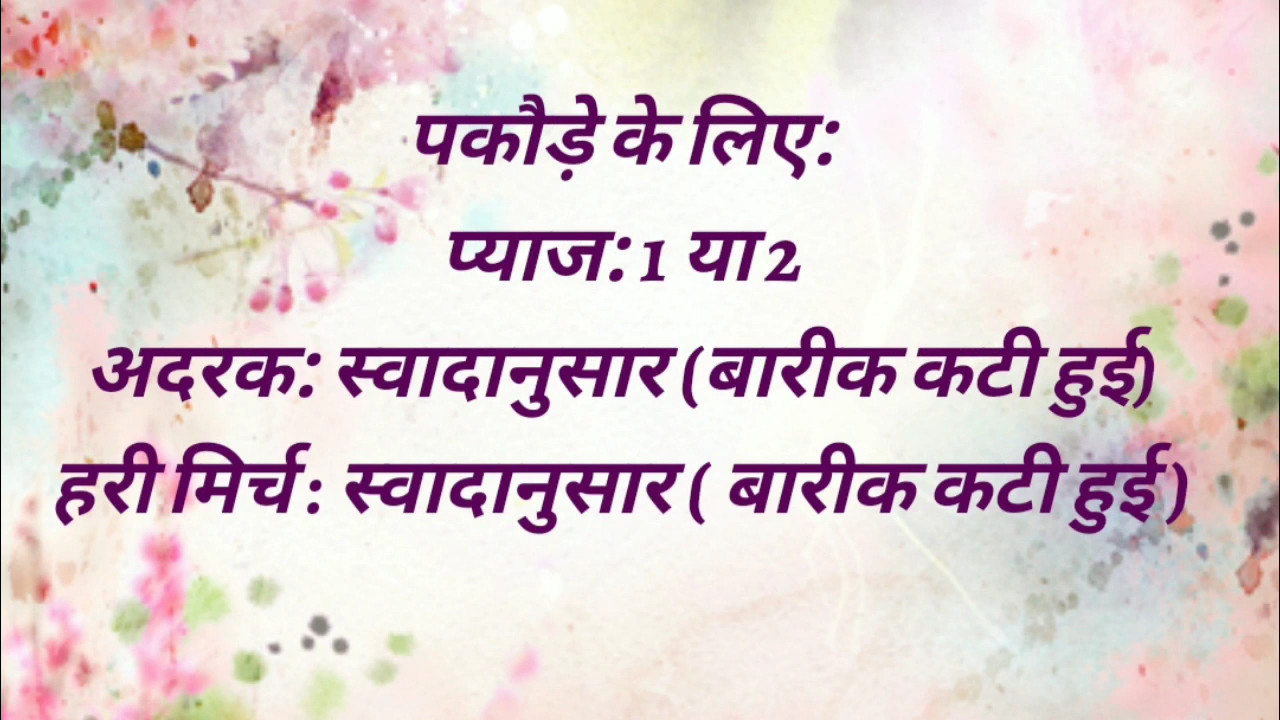 पकौड़े के लिए:
प्याज: 1 या 2
अदरक: स्वादानुसार (बारीक कटी हुई)
हरी मिर्च : स्वादानुसार ( बारीक कटी हुई )